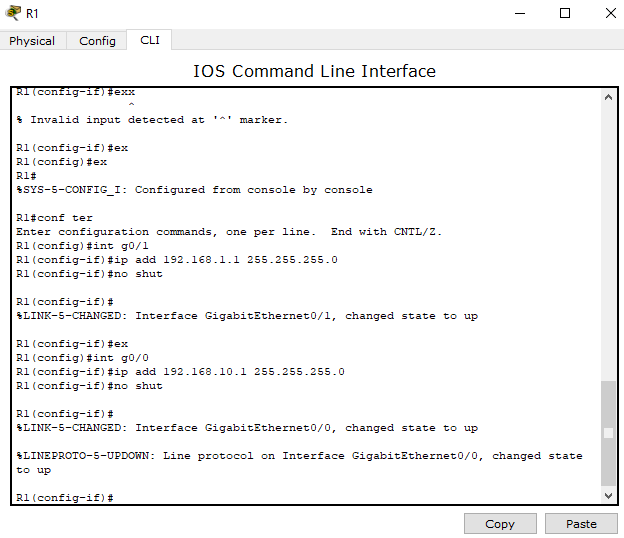 R1
Physical Config CLI
IOS Command Line Interface
R1(config-if)#exx
^
% Invalid input detected at '^' marker.
R1(config-if)#ex
R1(config)#ex
R1#
%SYS-5-CONFIG_I: Configured from console by console
R1#conf ter
Enter configuration commands, one per line.  End with CNTL/Z.
R1(config)#int g0/1
R1(config-if)#ip add 192.168.1.1 255.255.255.0
R1(config-if)#no shut
R1(config-if)#
%LINK-5-CHANGED: Interface GigabitEthernet0/1, changed state to up
R1(config-if)#ex
R1(config)#int g0/0
R1(config-if)#ip add 192.168.10.1 255.255.255.0
R1(config-if)#no shut
R1(config-if)#
%LINK-5-CHANGED: Interface GigabitEthernet0/0, changed state to up
%LINEPROTO-5-UPDOWN: Line protocol on Interface GigabitEthernet0/0, changed state
to up
R1(config-if)#
Copy Paste